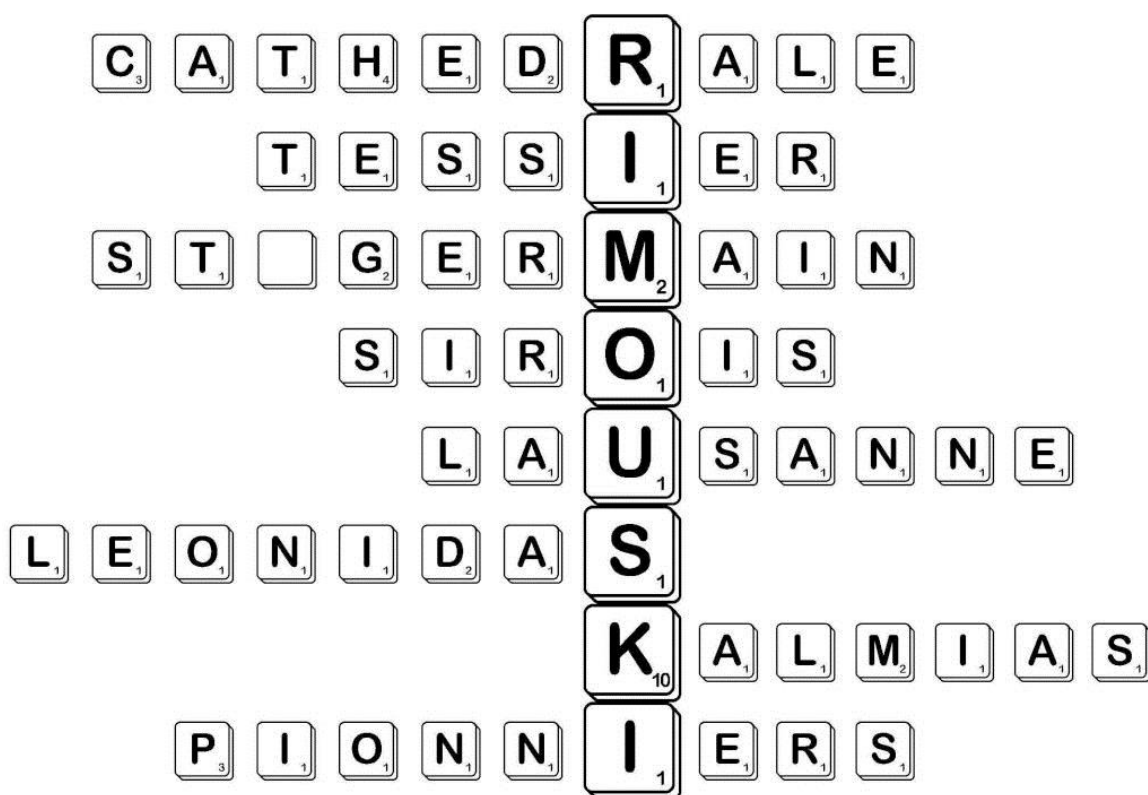 CATHEDRALE
TESSIER
ST GERMAIN
SIROIS
LAUSANNE
LEONIDAS
KALMIAS
PIONNIERS